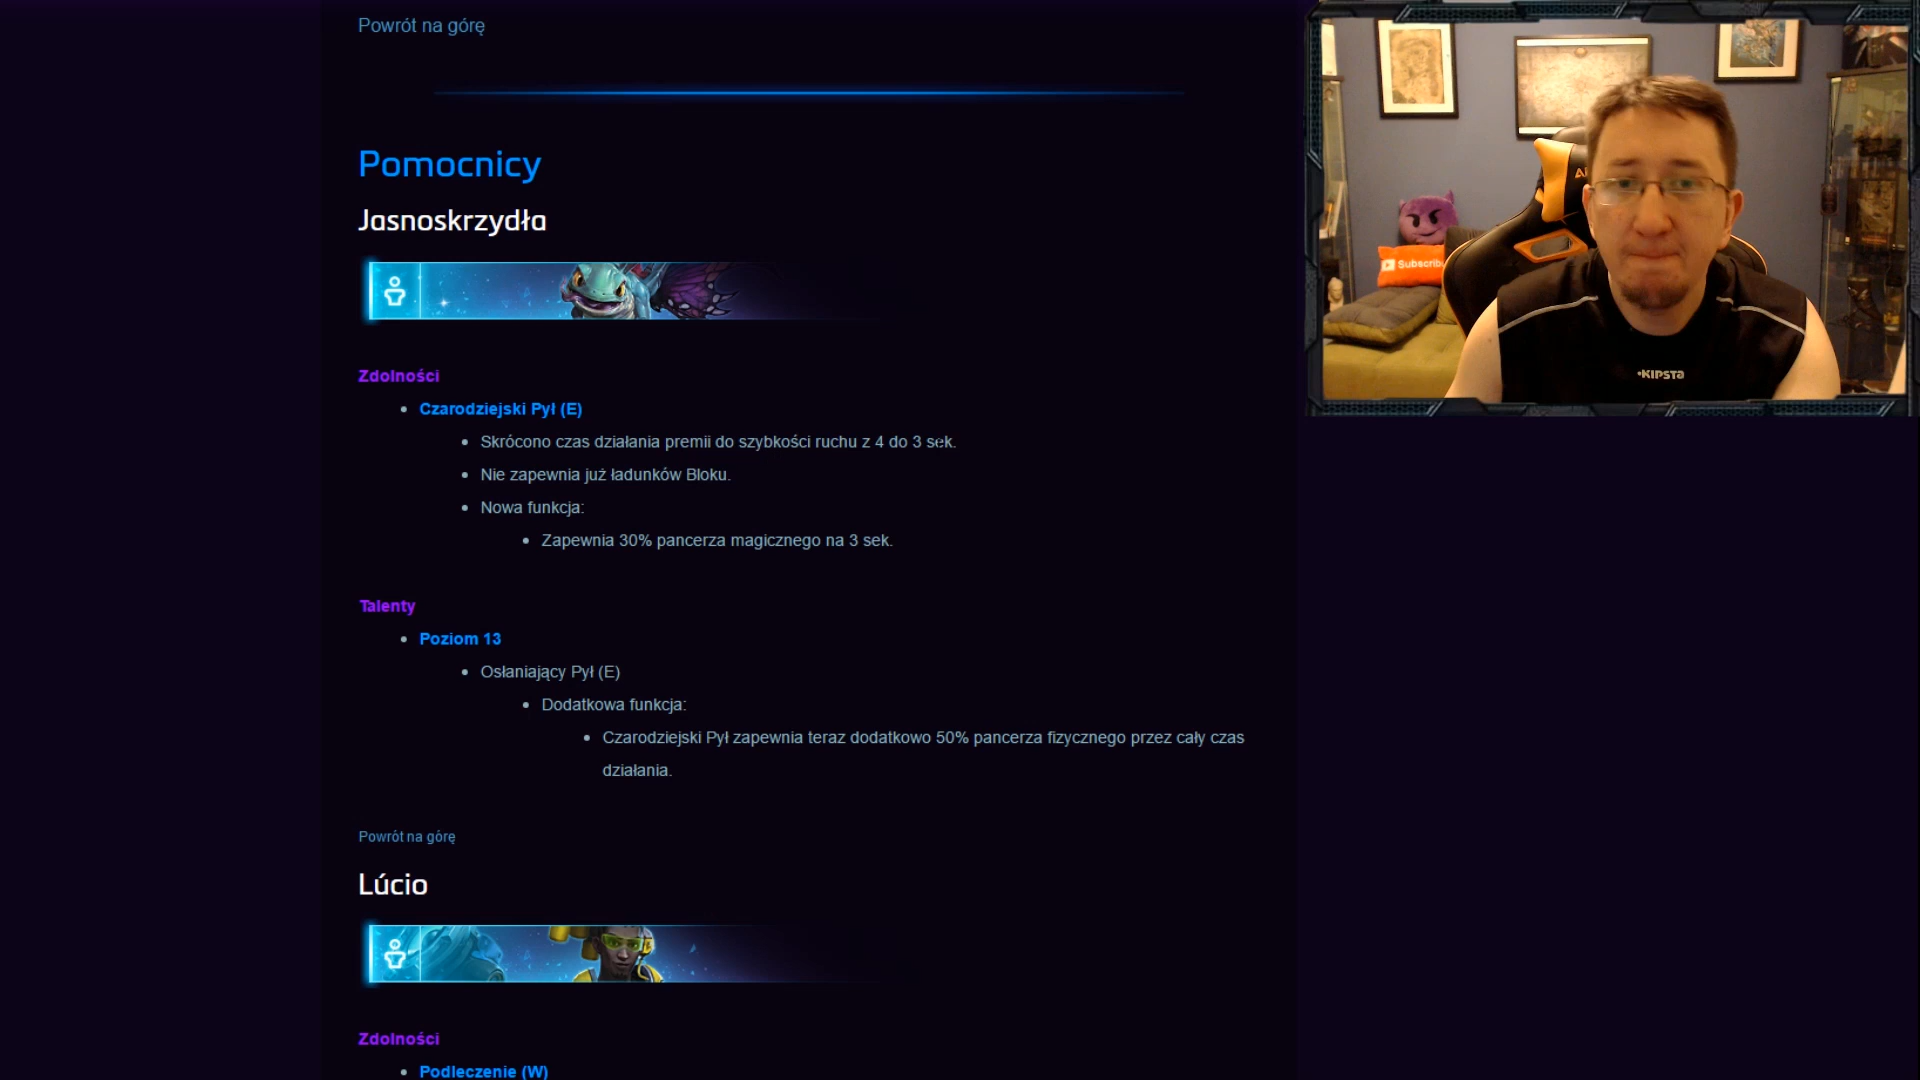 Powrót na górę
Pomocnicy
Jasnoskrzydła
Zdolności
Czarodziejski Pył (E)
Skrócono czas działania premii do szybkości ruchu z 4 do 3 sek.
Nie zapewnia już ładunków Bloku.
Nowa funkcja:
Zapewnia 30% pancerza magicznego na 3 sek.
Talenty
Poziom 13
Osłaniający Pył (E)
Dodatkowa funkcja:
Czarodziejski Pył zapewnia teraz dodatkowo 50% pancerza fizycznego przez cały czas
działania.
Powrót na górę
Lúcio
Zdolności
Podleczenie (W)
Subscrib
KIPSTA